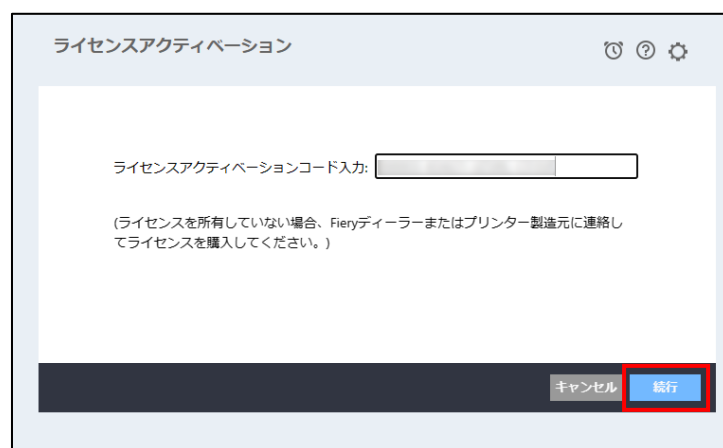 ライセンスアクティベーション
ライセンスアクティベーションコード入力:
(ライセンスを所有していない場合、Fieryディーラーまたはプリンター製造元に連絡し
てライセンスを購入してください。)
キャンセル
続行